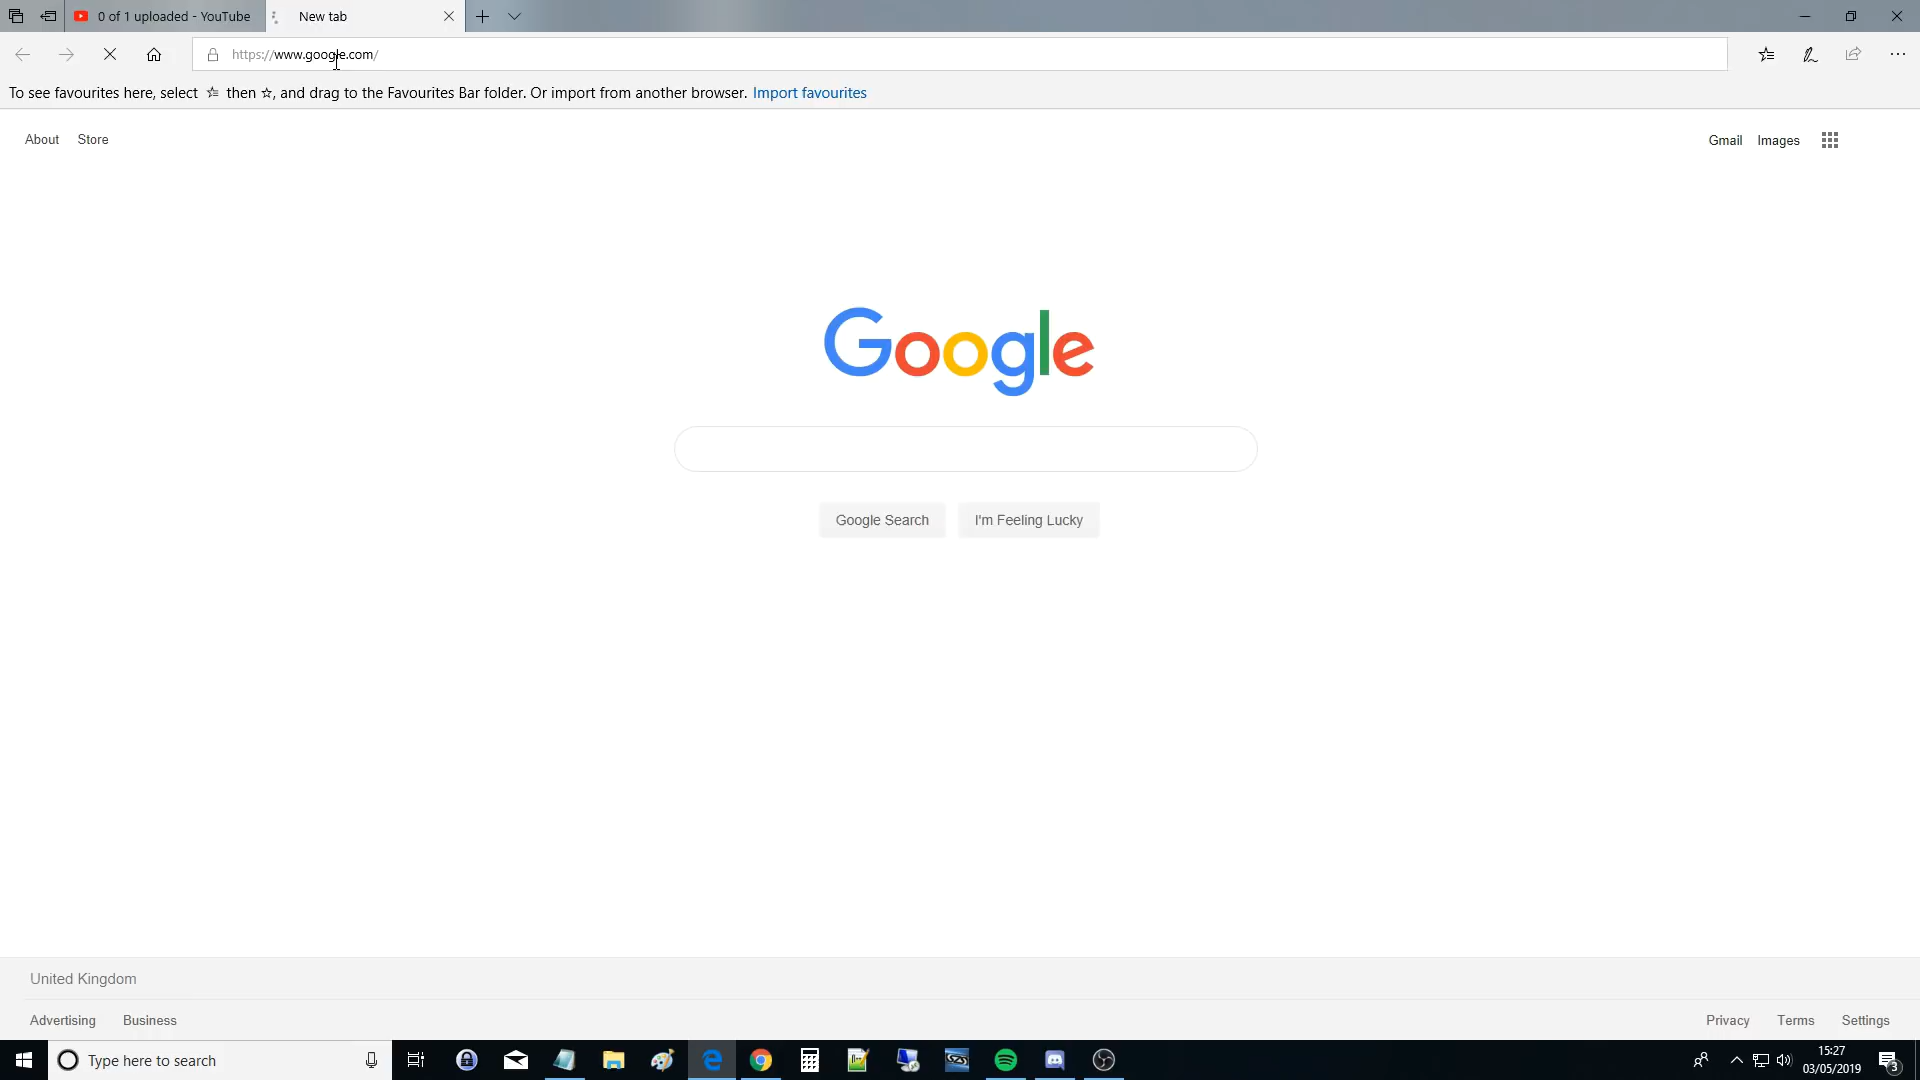 0 of 1 uploaded - YouTube
New tab
https://www.google.com/
To see favourites here, select then , and drag to the Favourites Bar folder. Or import from another browser. Import favourites
About Store
Gmail Images
Google
Google Search I'm Feeling Lucky
United Kingdom
Advertising Business
Privacy Terms Settings
Type here to search
15:27
03/05/2019
3